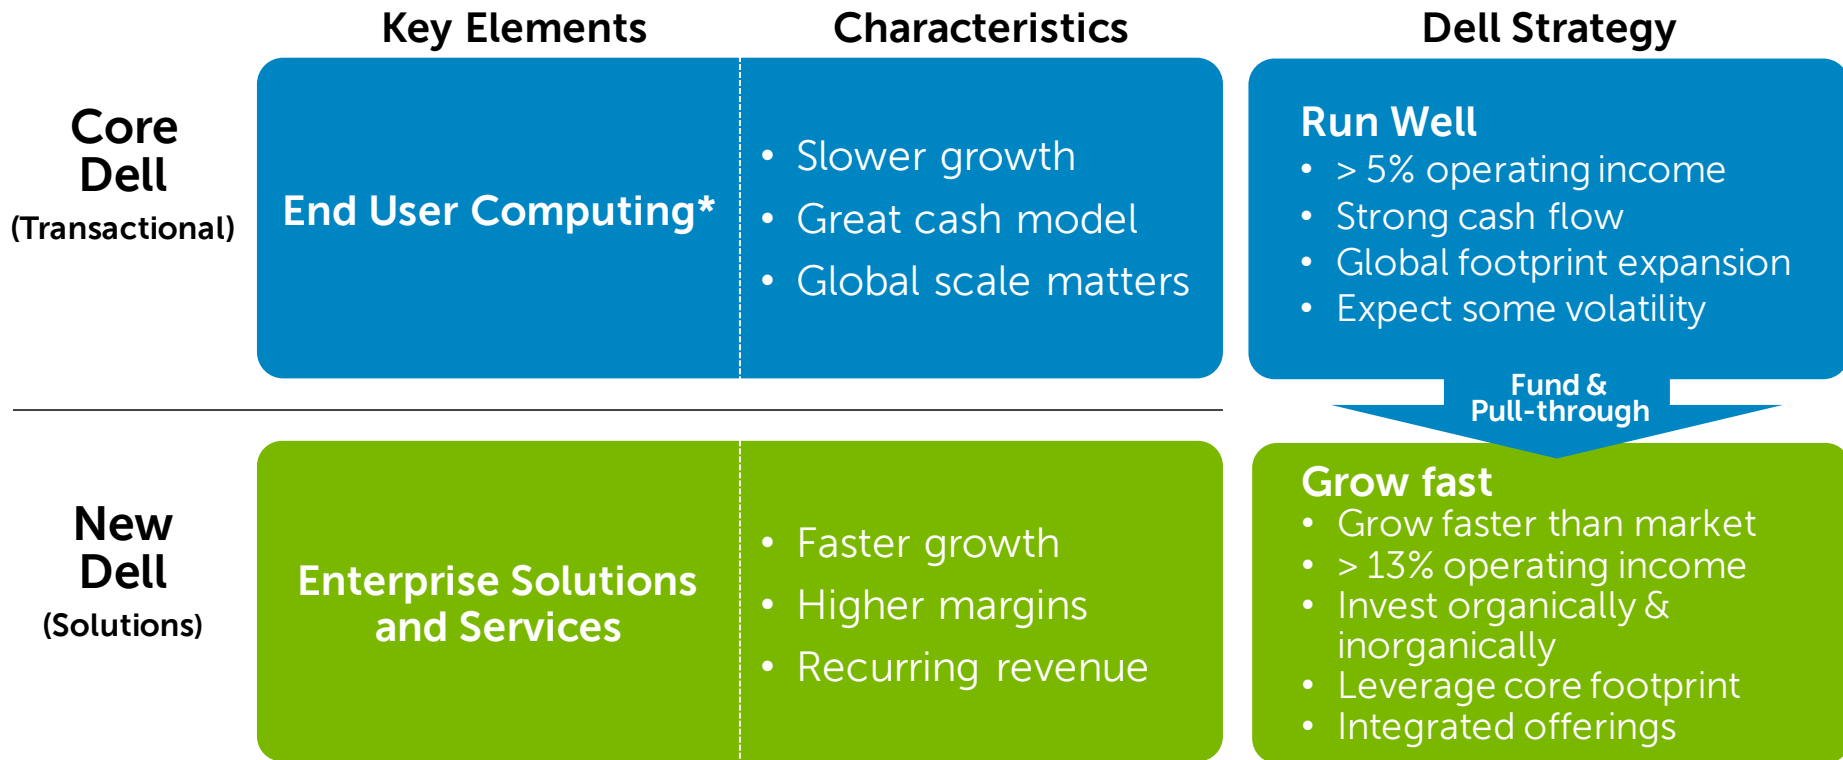 Key Elements
Characteristics
Dell Strategy
Core
Dell
(Transactional)
End User Computing*
• Slower growth
• Great cash model
• Global scale matters
Run Well
• > 5% operating income
• Strong cash flow
• Global footprint expansion
• Expect some volatility
Fund &
Pull-through
New
Dell
(Solutions)
Enterprise Solutions
and Services
• Faster growth
• Higher margins
• Recurring revenue
Grow fast
• Grow faster than market
• > 13% operating income
• Invest organically &
inorganically
• Leverage core footprint
• Integrated offerings